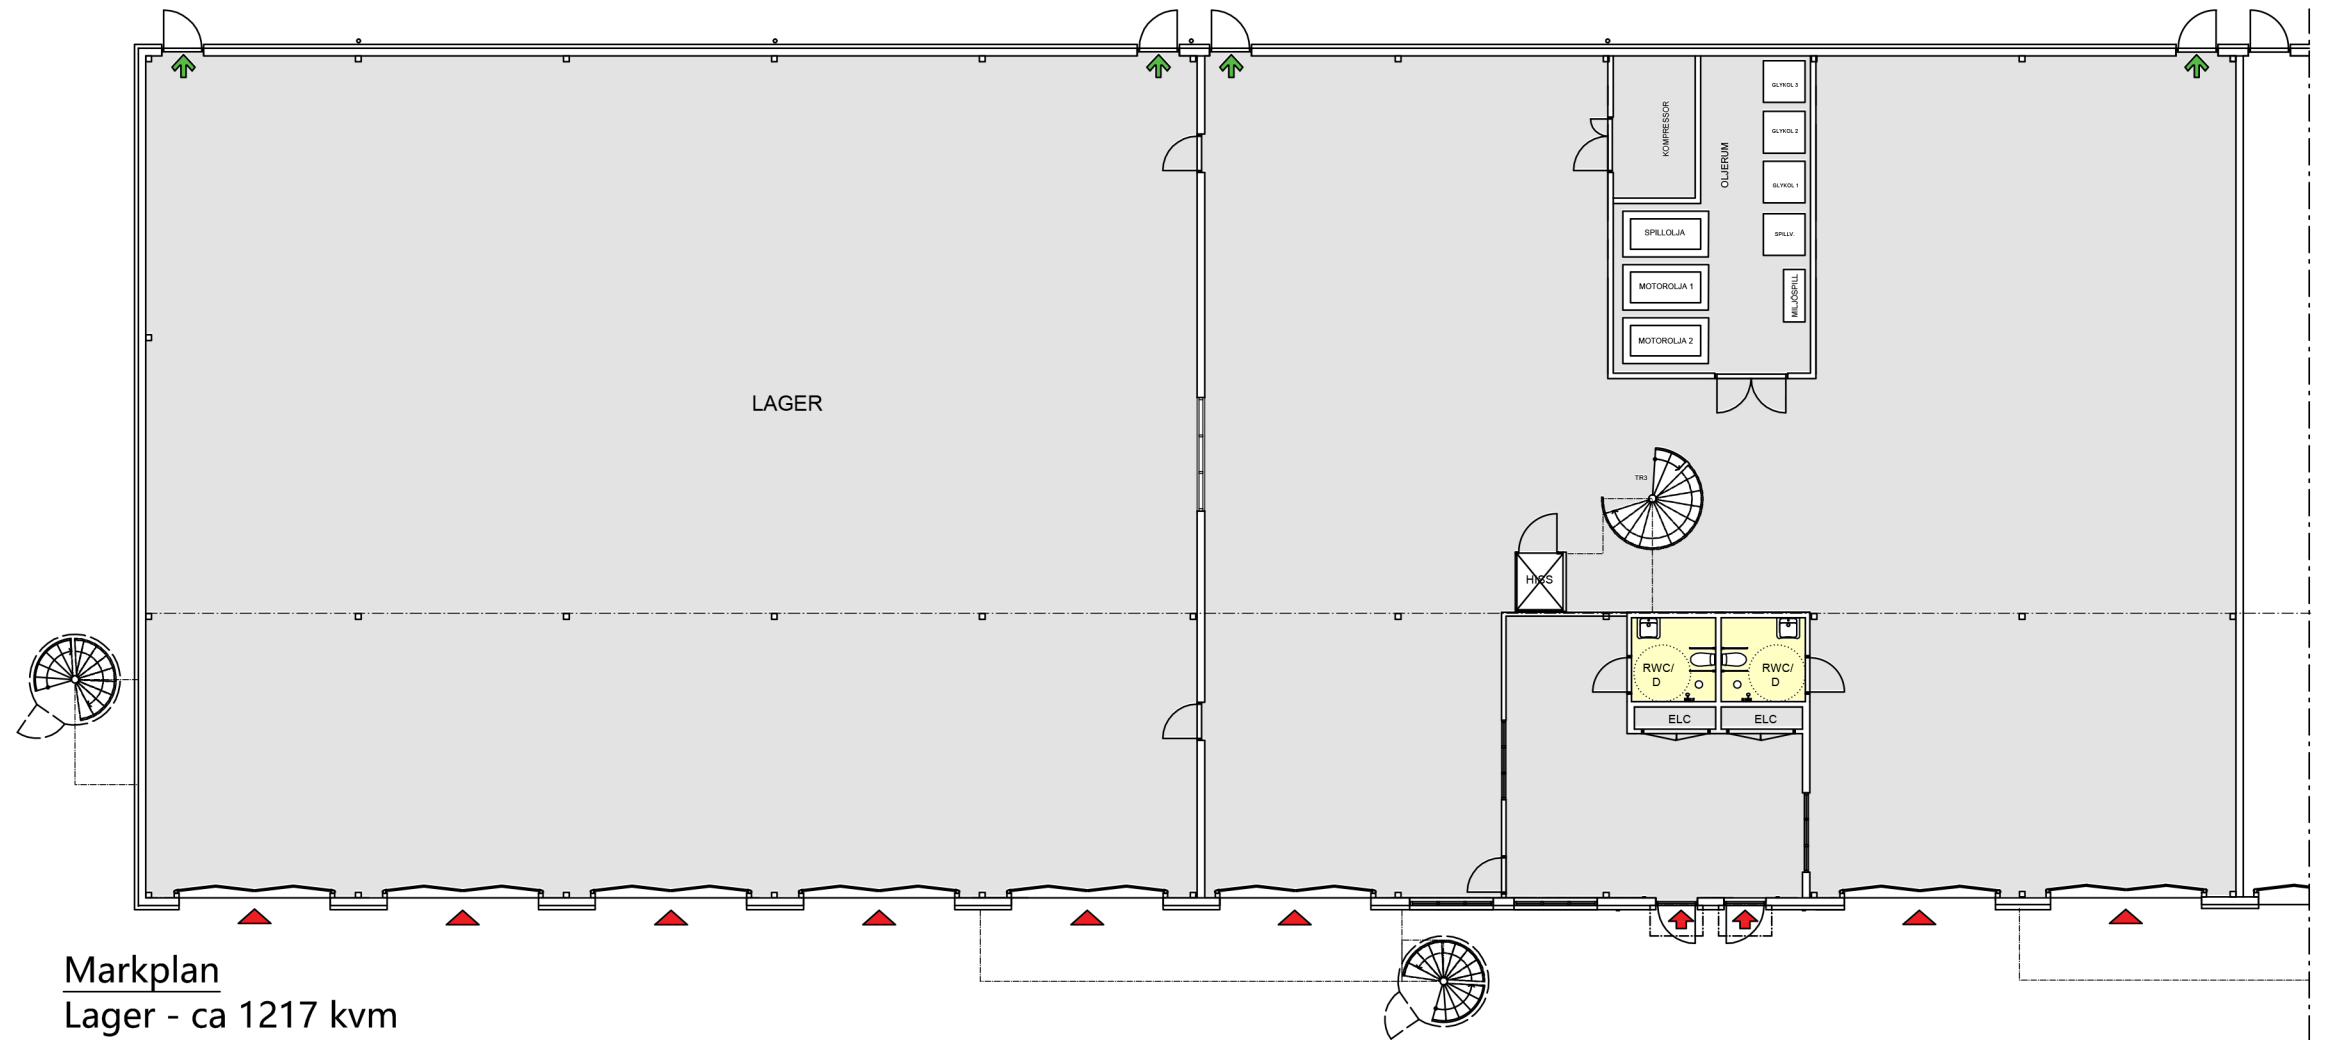 GLYKOL 3
KOMPRESSOR
GLYKOL 2
OLJERUM
GLYKOL 1
SPILLOLJA
SPILLV.
MOTOROLJA 1
MILJÖSPILL
MOTOROLJA 2
LAGER
TR3
HISS
RWC/
D
RWC/
D
ELC
ELC
Markplan
Lager - ca 1217 kvm